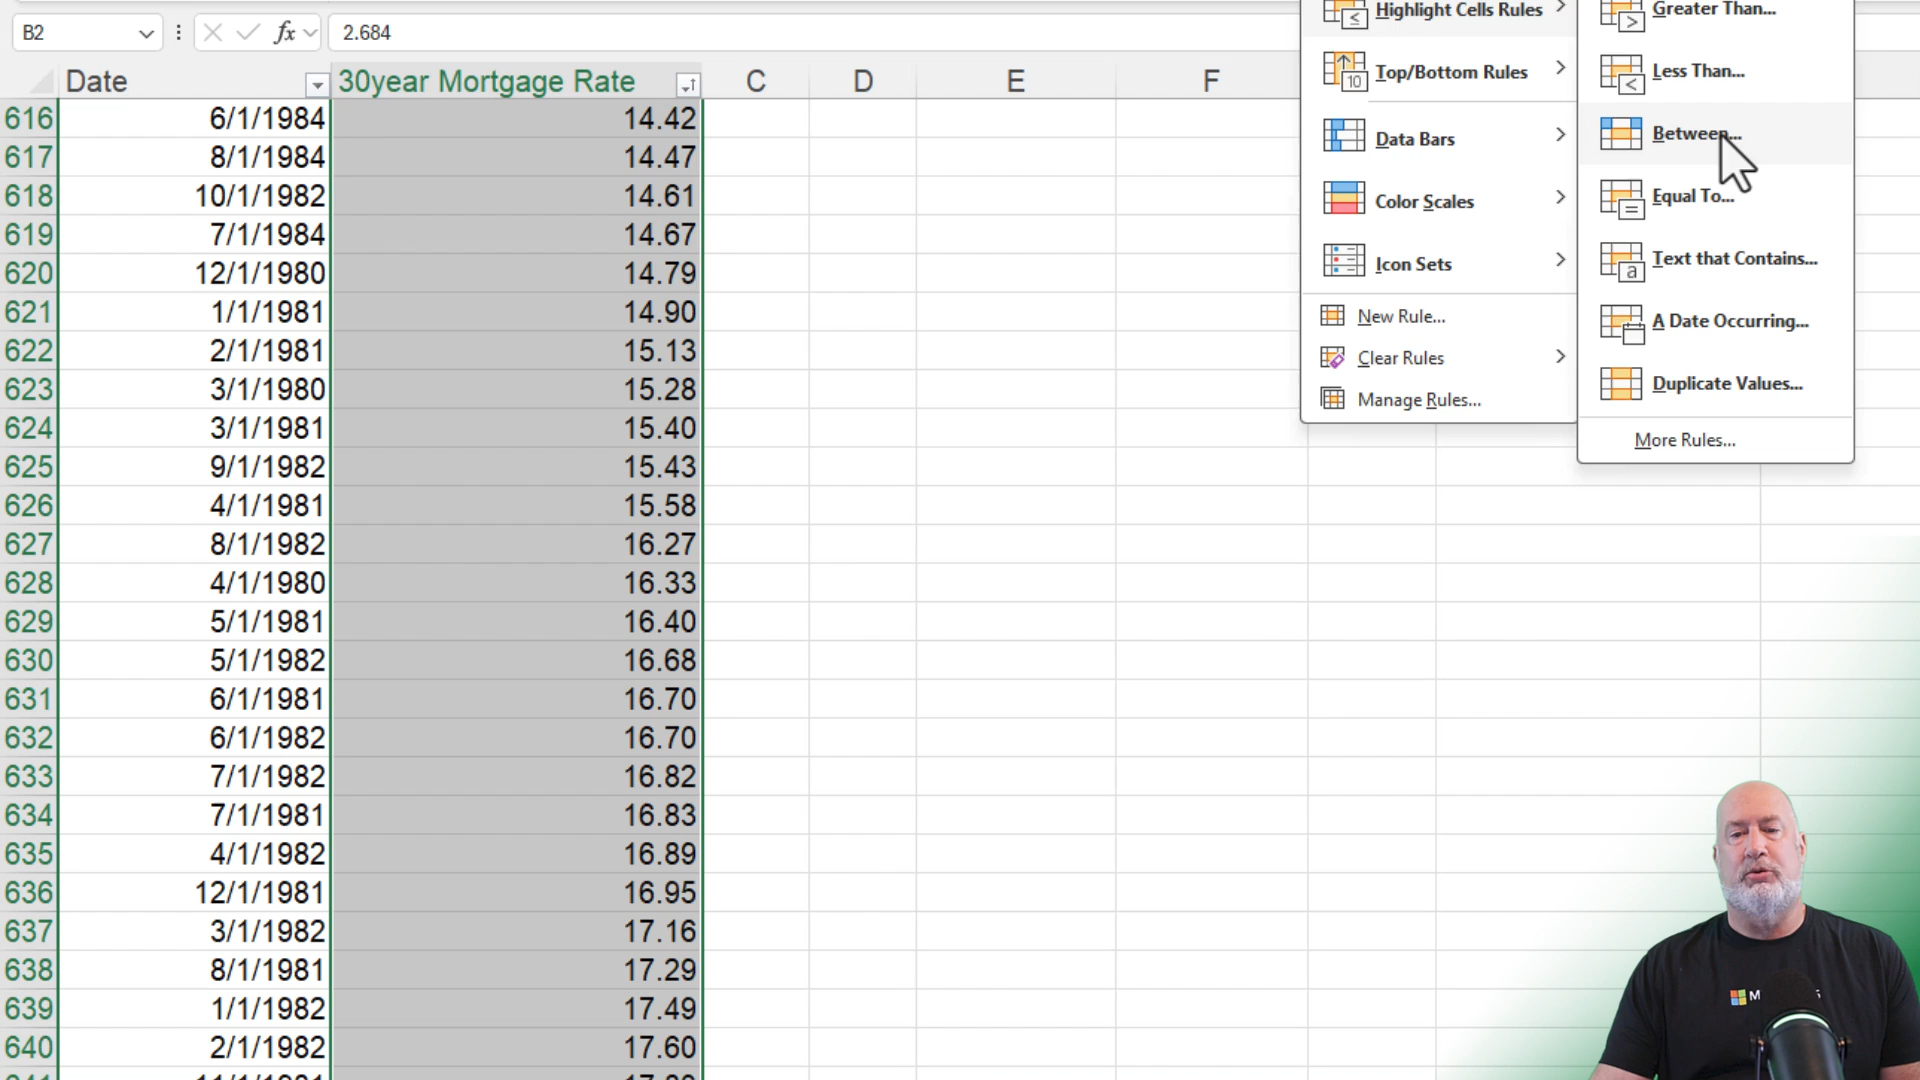 B2 fx 2.684
Date 30year Mortgage Rate C D E F
616 6/1/1984 14.42
617 8/1/1984 14.47
618 10/1/1982 14.61
619 7/1/1984 14.67
620 12/1/1980 14.79
621 1/1/1981 14.90
622 2/1/1981 15.13
623 3/1/1980 15.28
624 3/1/1981 15.40
625 9/1/1982 15.43
626 4/1/1981 15.58
627 8/1/1982 16.27
628 4/1/1980 16.33
629 5/1/1981 16.40
630 5/1/1982 16.68
631 6/1/1981 16.70
632 6/1/1982 16.70
633 7/1/1982 16.82
634 7/1/1981 16.83
635 4/1/1982 16.89
636 12/1/1981 16.95
637 3/1/1982 17.16
638 8/1/1981 17.29
639 1/1/1982 17.49
640 2/1/1982 17.60
Highlight Cells Rules
Top/Bottom Rules
Data Bars
Color Scales
Icon Sets
New Rule...
Clear Rules
Manage Rules...
Greater Than...
Less Than...
Between...
Equal To...
Text that Contains...
A Date Occurring...
Duplicate Values...
More Rules...